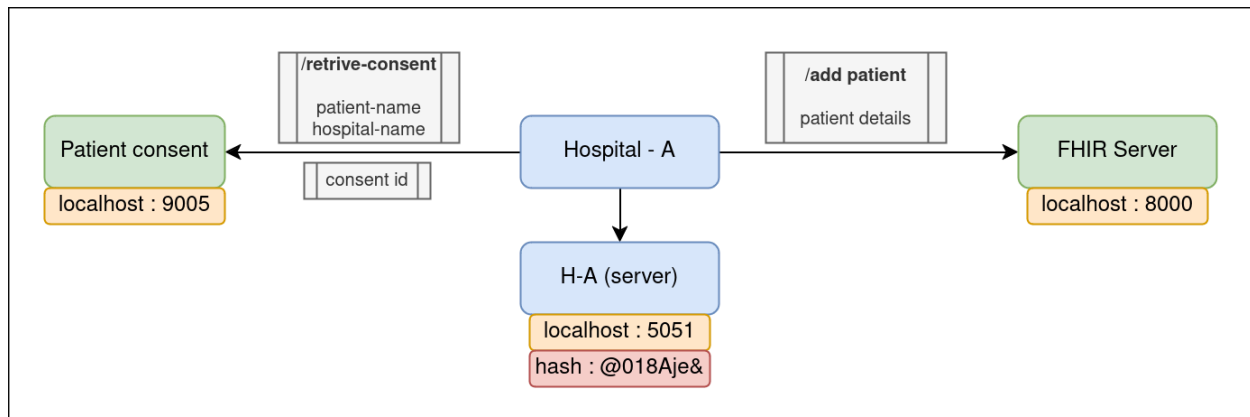 /retrive-consent
patient-name
hospital-name
/add patient
patient details
Patient consent
Hospital - A
FHIR Server
consent id
localhost : 9005
localhost : 8000
H-A (server)
localhost : 5051
hash : @018Aje&